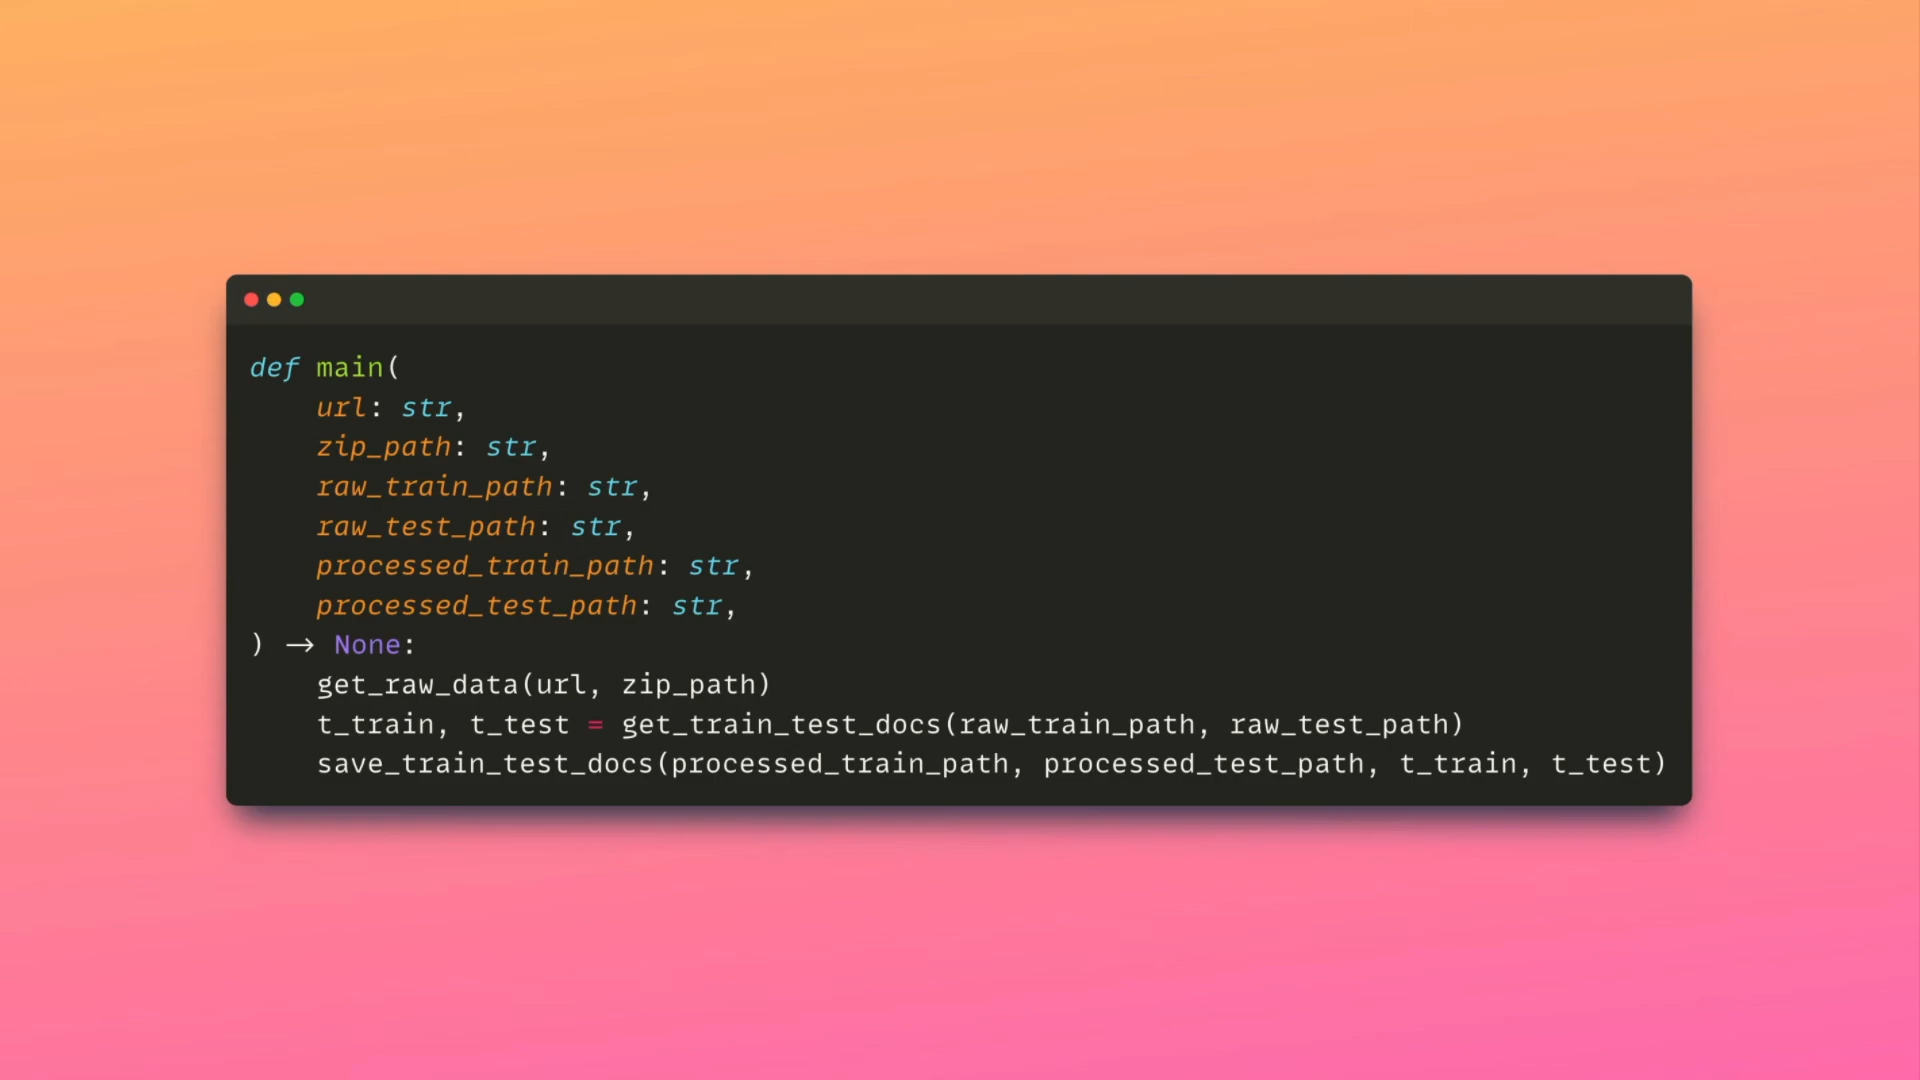 def main(
    url: str,
    zip_path: str,
    raw_train_path: str,
    raw_test_path: str,
    processed_train_path: str,
    processed_test_path: str,
) → None:
    get_raw_data(url, zip_path)
    t_train, t_test = get_train_test_docs(raw_train_path, raw_test_path)
    save_train_test_docs(processed_train_path, processed_test_path, t_train, t_test)